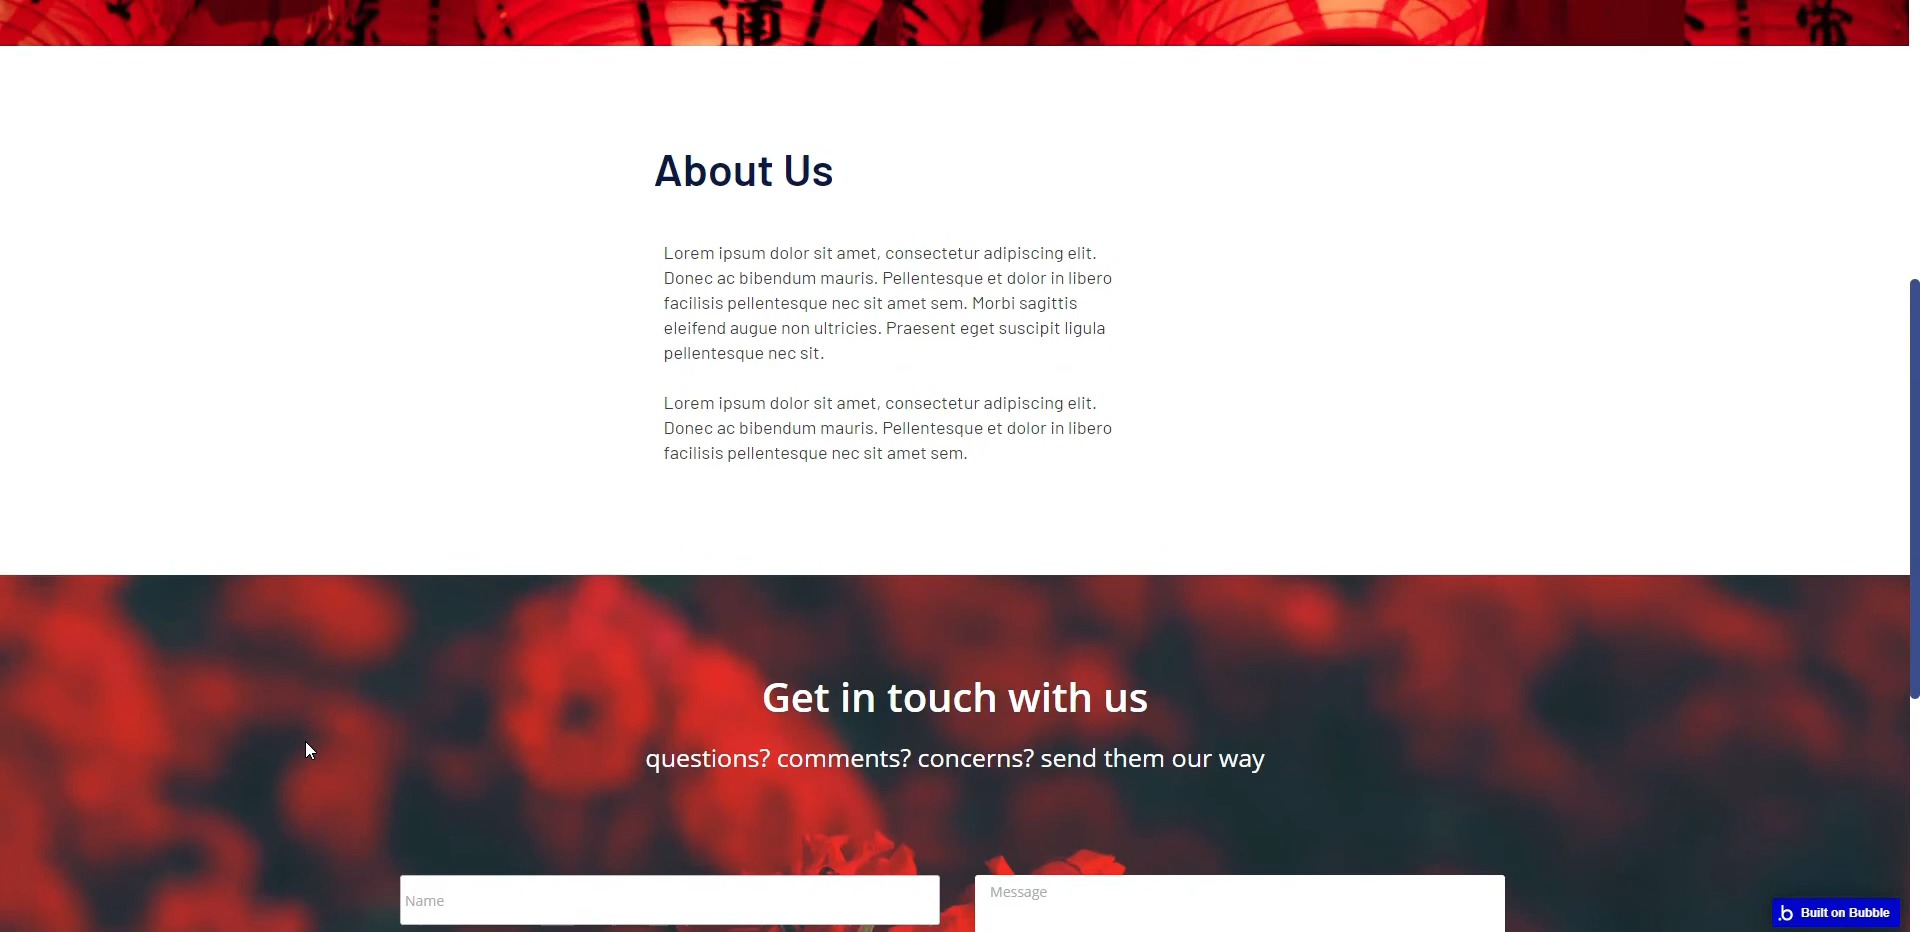 About Us
Lorem ipsum dolor sit amet, consectetur adipiscing elit.
Donec ac bibendum mauris. Pellentesque et dolor in libero
facilisis pellentesque nec sit amet sem. Morbi sagittis
eleifend augue non ultricies. Praesent eget suscipit ligula
pellentesque nec sit.
Lorem ipsum dolor sit amet, consectetur adipiscing elit.
Donec ac bibendum mauris. Pellentesque et dolor in libero
facilisis pellentesque nec sit amet sem.
Get in touch with us
questions? comments? concerns? send them our way
Name
Message
Built on Bubble